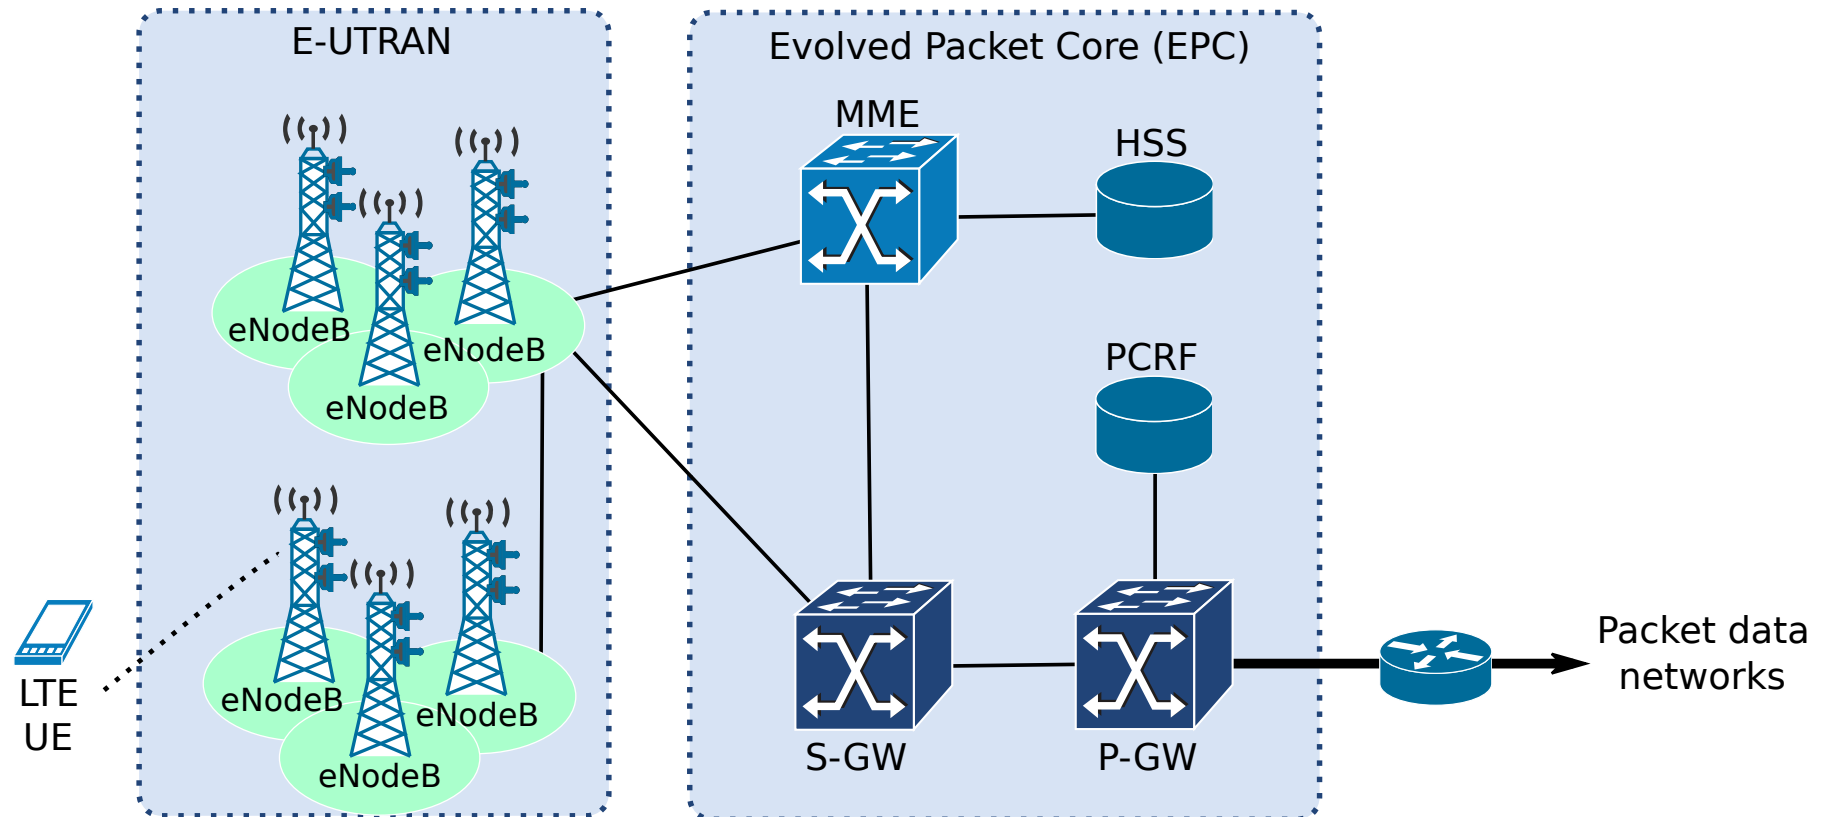 E-UTRAN
Evolved Packet Core (EPC)
MME
HSS
eNodeB
eNodeB
eNodeB
PCRF
LTE
UE
eNodeB
eNodeB
eNodeB
S-GW
P-GW
Packet data
networks